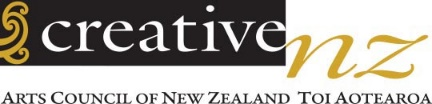 creative nz
ARTS COUNCIL OF NEW ZEALAND TOI AOTEAROA